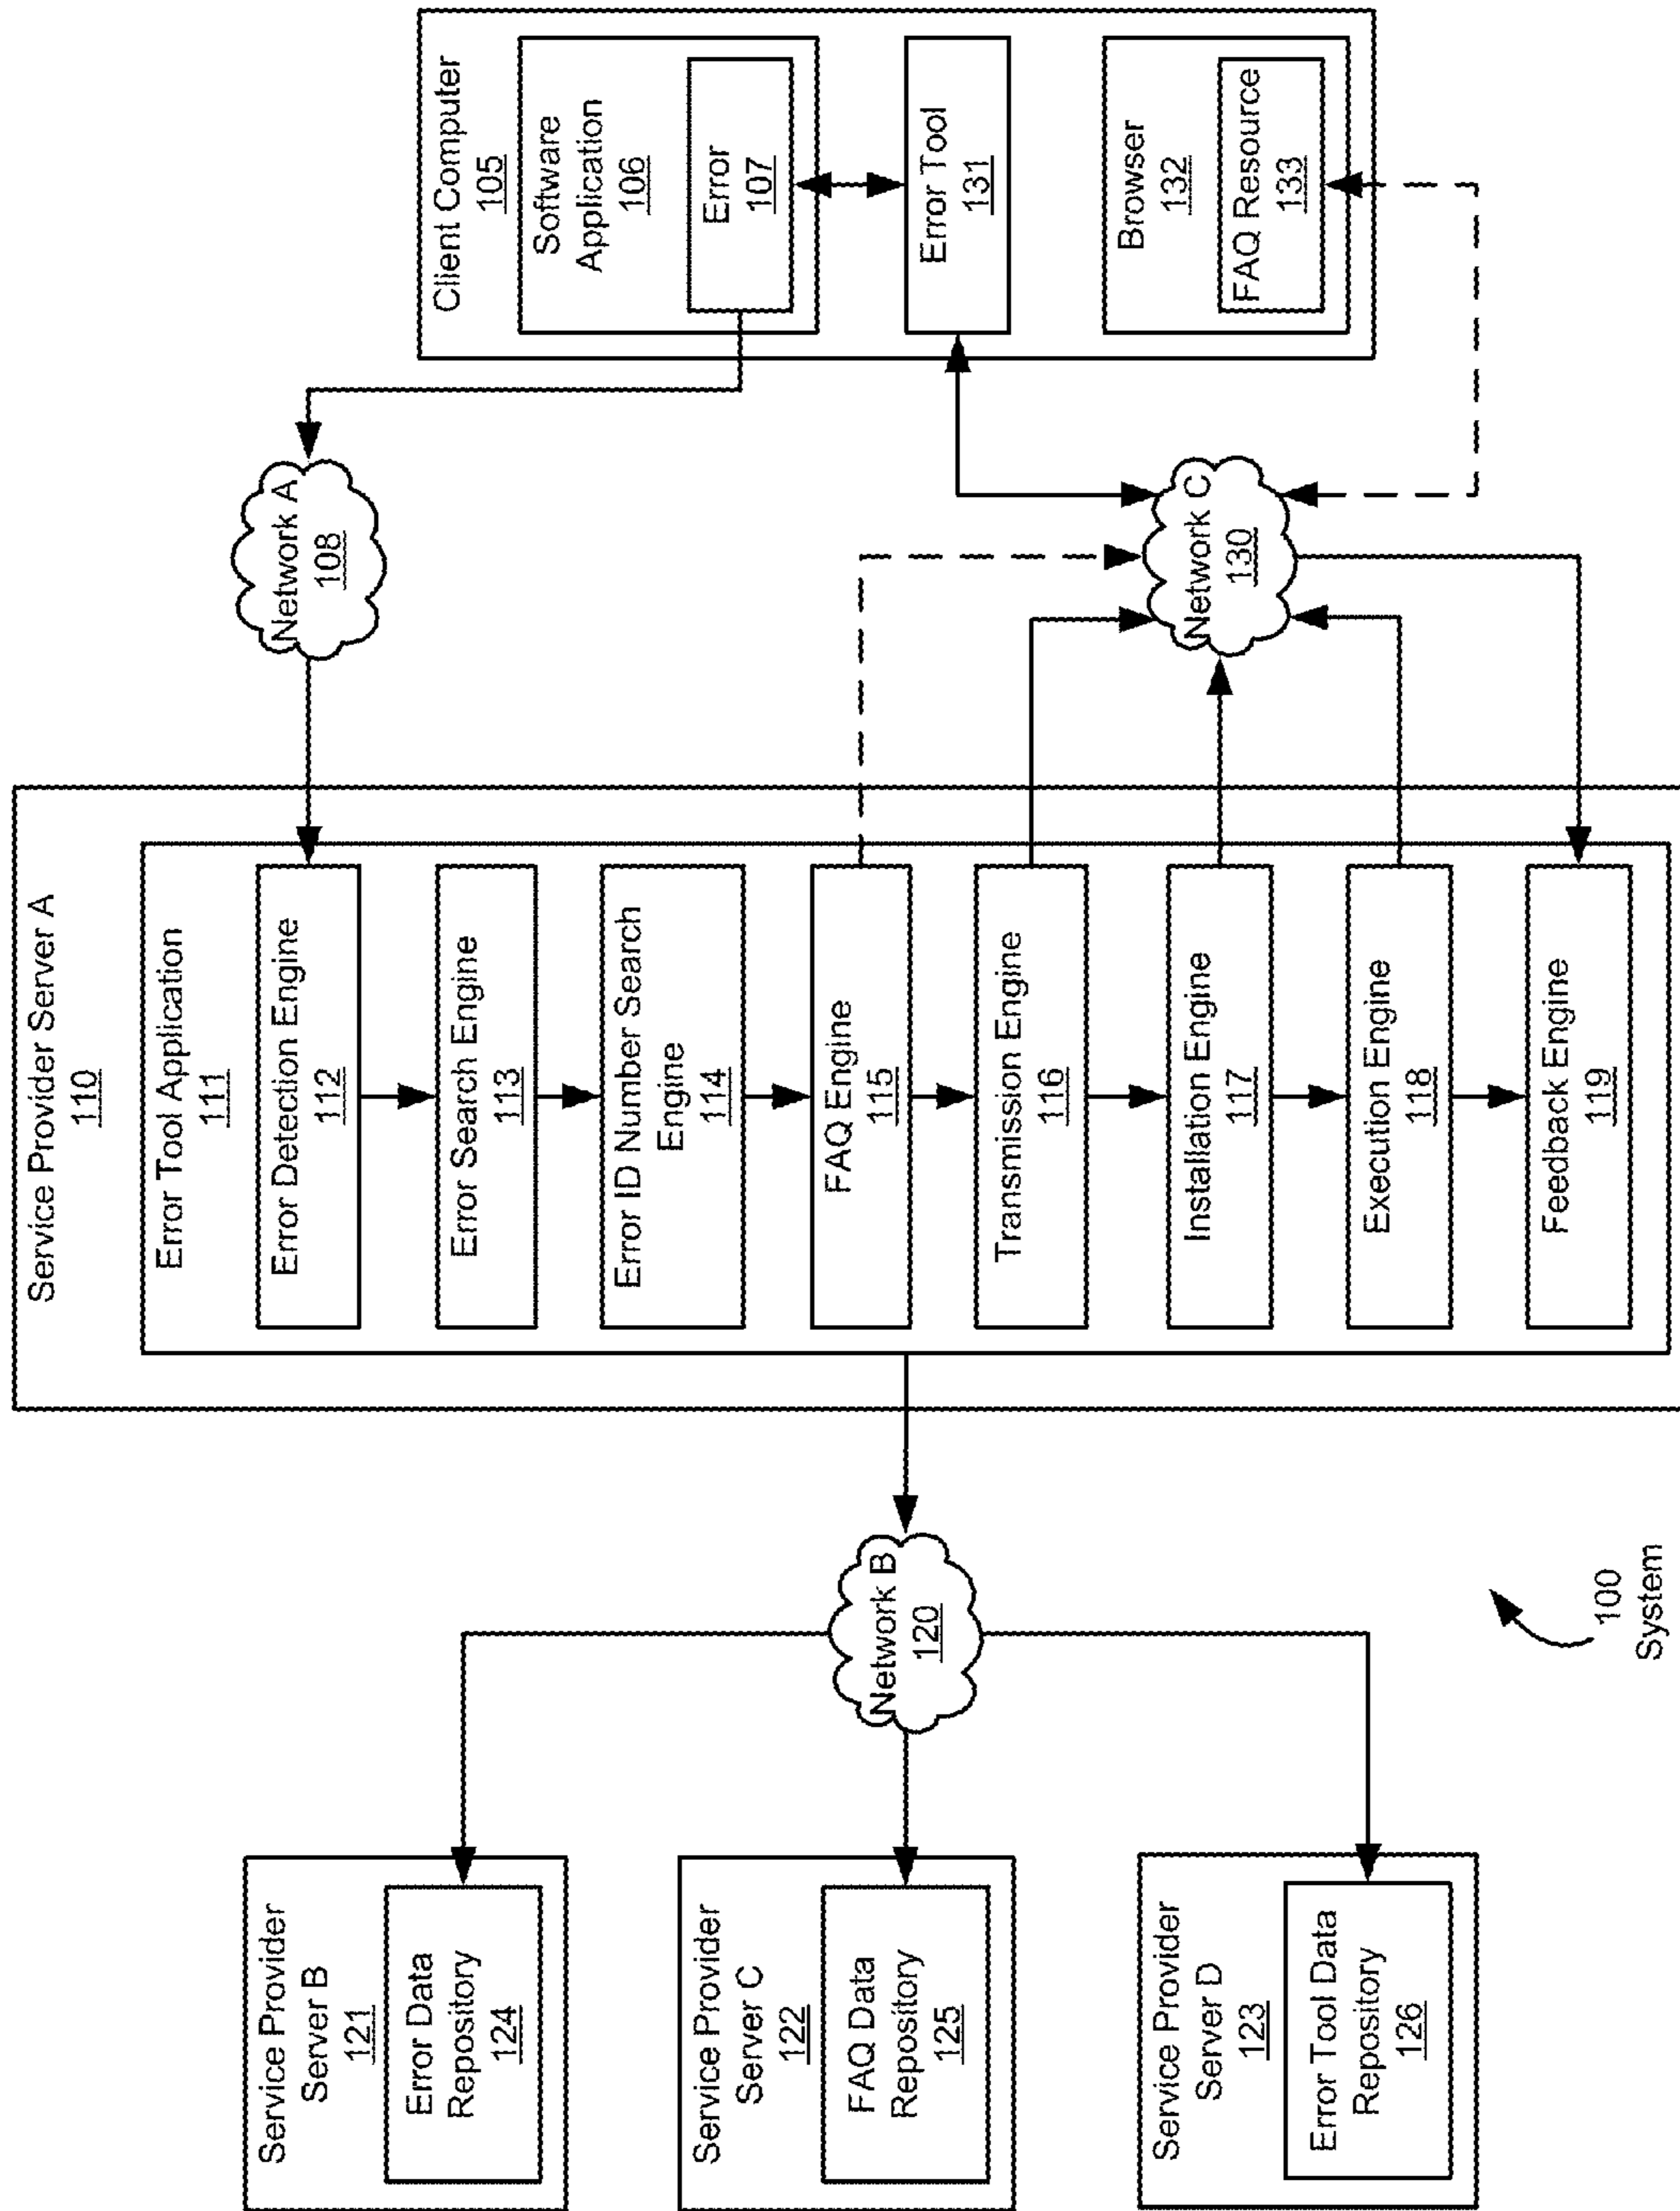 Service Provider
Server B
121
Error Data
Repository
124
Service Provider
Server C
122
FAQ Data
Repository
125
Service Provider
Server D
123
Error Tool Data
Repository
126
Network B
120
100
System
Service Provider Server A
110
Error Tool Application
111
Error Detection Engine
112
Error Search Engine
113
Error ID Number Search
Engine
114
FAQ Engine
115
Transmission Engine
116
Installation Engine
117
Execution Engine
118
Feedback Engine
119
Network A
108
Network C
130
Client Computer
105
Software
Application
106
Error
107
Error Tool
131
Browser
132
FAQ Resource
133